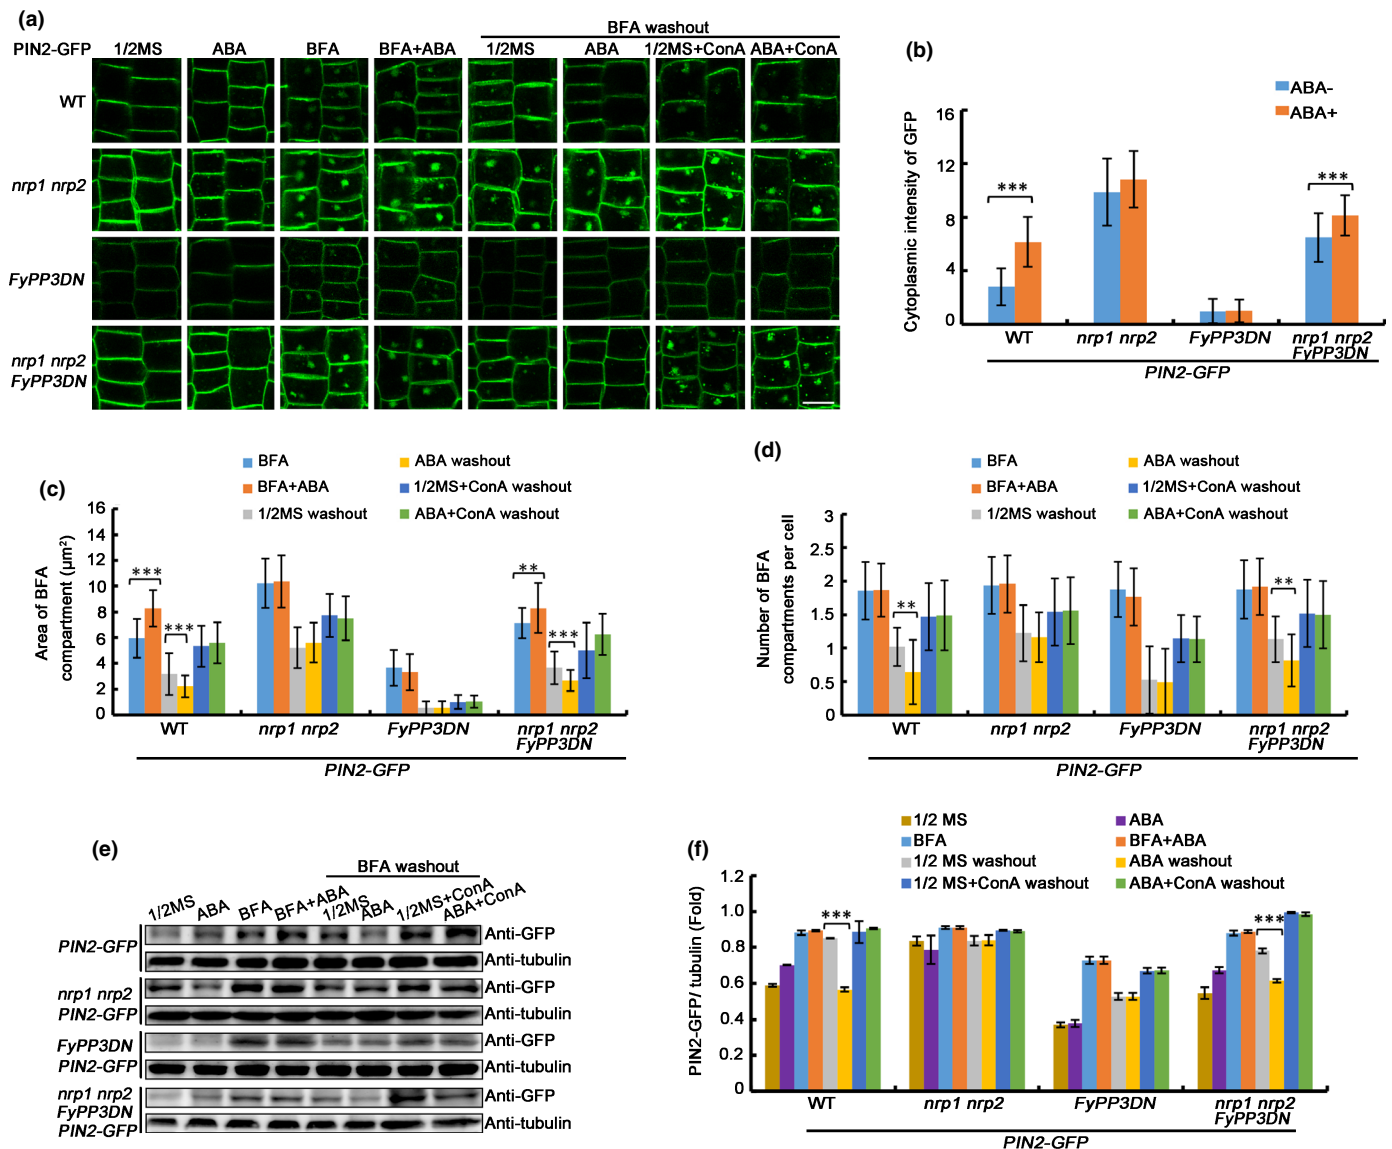 (a)
BFA washout
PIN2-GFP 1/2MS ABA BFA BFA+ABA 1/2MS ABA 1/2MS+ConA ABA+ConA
WT
nrp1 nrp2
FyPP3DN
nrp1 nrp2
FyPP3DN
(b)
ABA-
ABA+
Cytoplasmic intensity of GFP
16
12
8
4
0
***
***
WT nrp1 nrp2 FyPP3DN nrp1 nrp2
FyPP3DN
PIN2-GFP
(c)
BFA ABA washout
BFA+ABA 1/2MS+ConA washout
1/2MS washout ABA+ConA washout
Area of BFA
compartment (μm²)
16
14
12
10
8
6
4
2
0
***
***
**
***
WT nrp1 nrp2 FyPP3DN nrp1 nrp2
FyPP3DN
PIN2-GFP
(d)
BFA ABA washout
BFA+ABA 1/2MS+ConA washout
1/2MS washout ABA+ConA washout
Number of BFA
compartments per cell
3
2.5
2
1.5
1
0.5
0
**
**
WT nrp1 nrp2 FyPP3DN nrp1 nrp2
FyPP3DN
PIN2-GFP
(e)
BFA washout
1/2MS ABA BFA BFA+ABA 1/2MS ABA 1/2MS+ConA ABA+ConA
PIN2-GFP
Anti-GFP
Anti-tubulin
nrp1 nrp2
PIN2-GFP
Anti-GFP
Anti-tubulin
FyPP3DN
PIN2-GFP
Anti-GFP
Anti-tubulin
nrp1 nrp2
FyPP3DN
PIN2-GFP
Anti-GFP
Anti-tubulin
(f)
1/2 MS ABA
BFA BFA+ABA
1/2 MS washout ABA washout
1/2 MS+ConA washout ABA+ConA washout
PIN2-GFP/ tubulin (Fold)
1.2
1.0
0.8
0.6
0.4
0.2
0
***
***
WT nrp1 nrp2 FyPP3DN nrp1 nrp2
FyPP3DN
PIN2-GFP